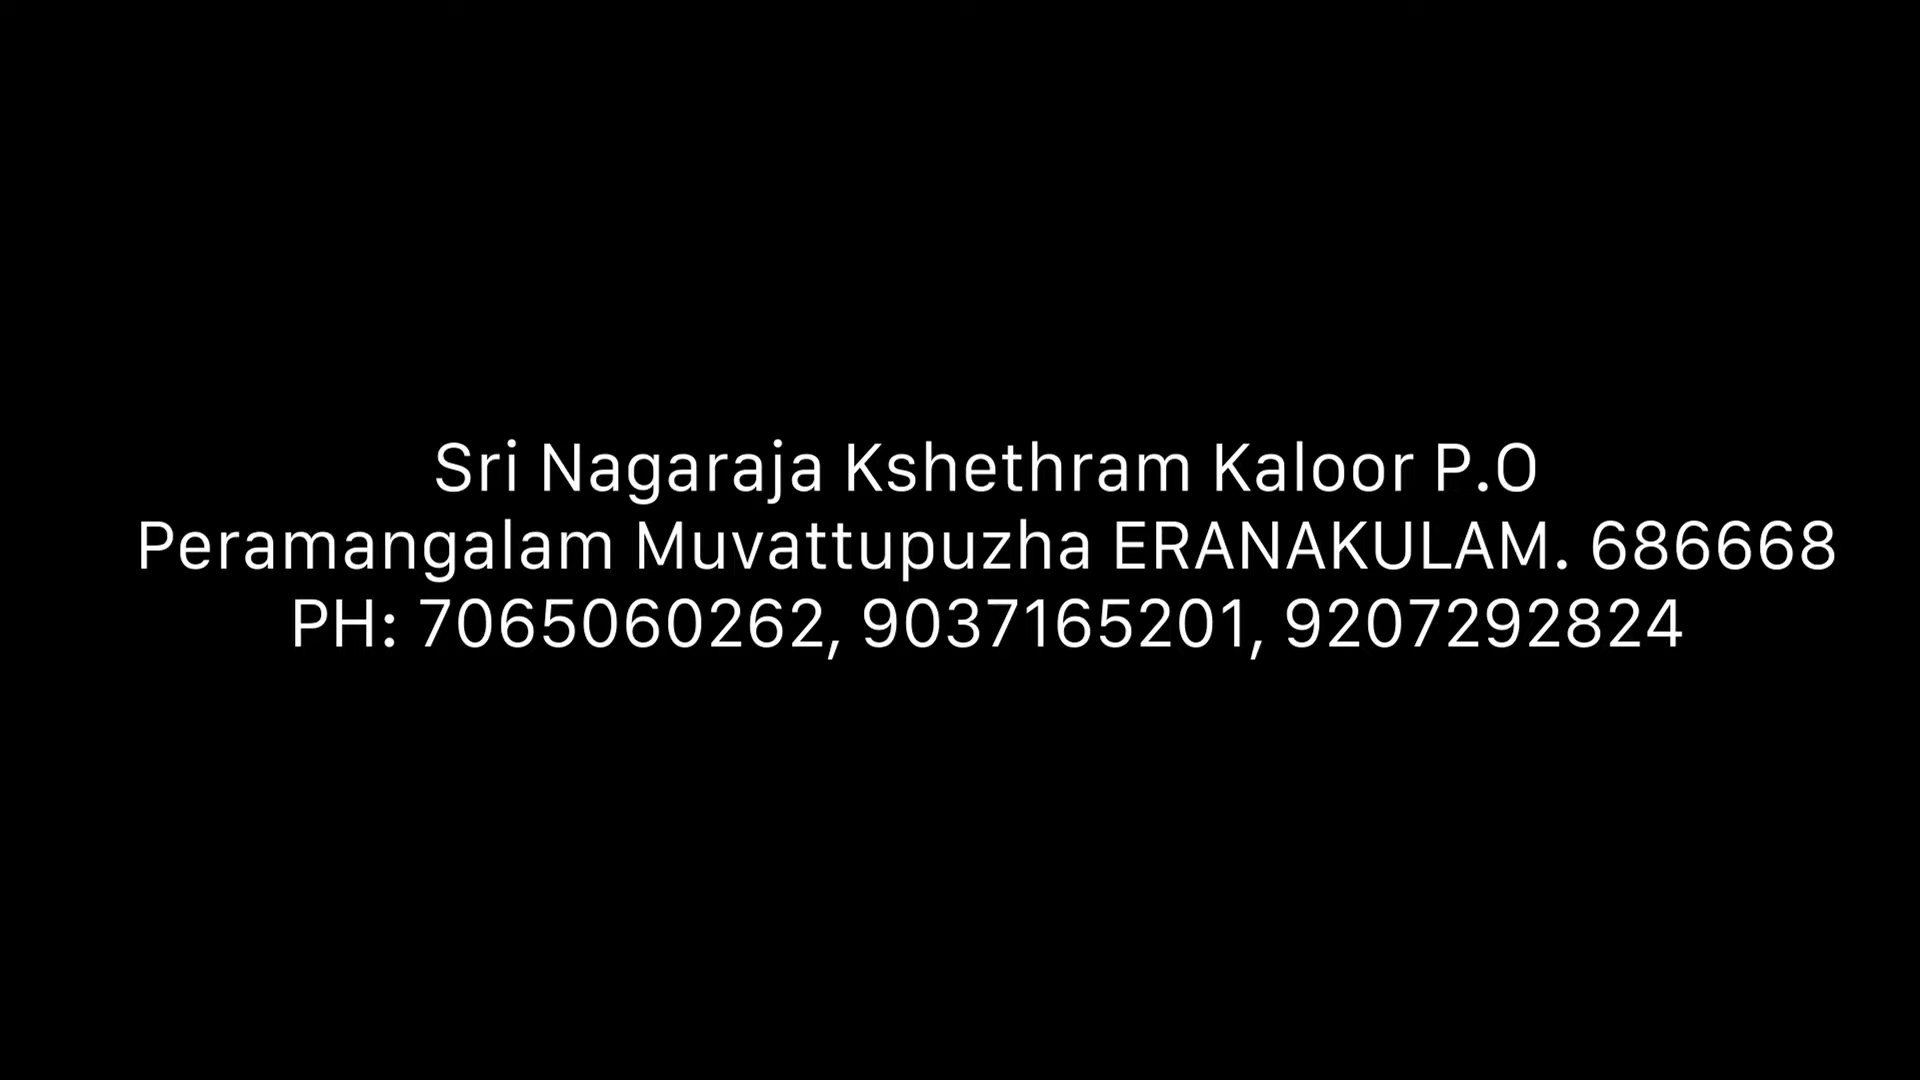 Sri Nagaraja Kshethram Kaloor P.O
Peramangalam Muvattupuzha ERANAKULAM. 686668
PH: 7065060262, 9037165201, 9207292824